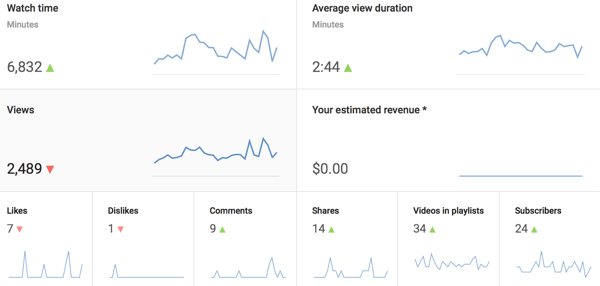 Watch time
Minutes
6,832
Average view duration
Minutes
2:44
Views
2,489
Your estimated revenue *
$0.00
Likes
7
Dislikes
1
Comments
9
Shares
14
Videos in playlists
34
Subscribers
24